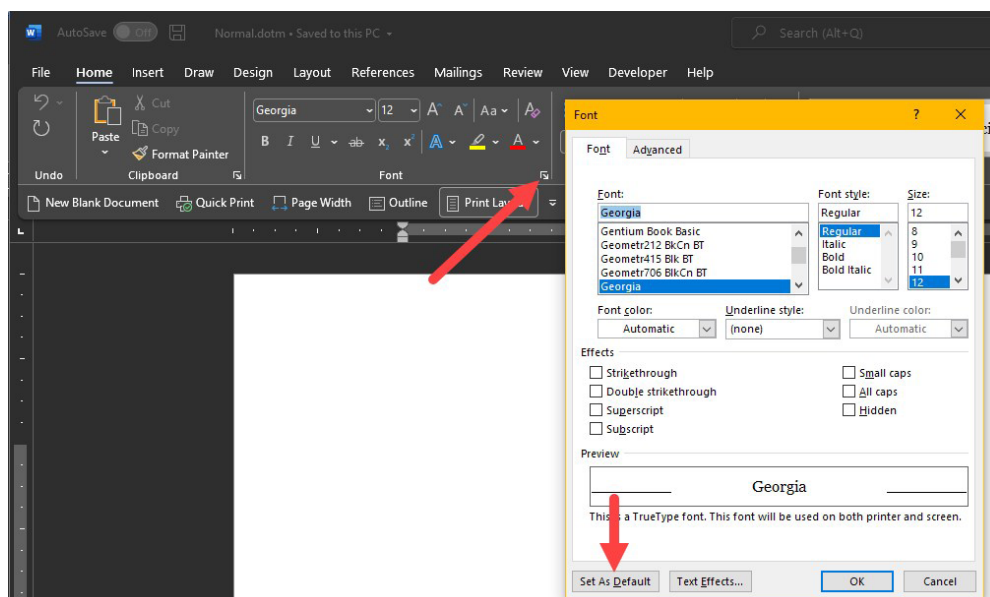 AutoSave Off Normal.dotm • Saved to this PC Search (Alt+Q)
File Home Insert Draw Design Layout References Mailings Review View Developer Help
Cut
Copy
Paste
Format Painter
Georgia 12 Aa
B I U ab x, x² A A
Undo Clipboard Font
New Blank Document Quick Print Page Width Outline Print
Font ? X
Font Advanced
Font: Font style: Size:
Georgia Regular 12
Gentium Book Basic Regular 8
Geometr212 BkCn BT Italic 9
Geometr415 Blk BT Bold 10
Geometr706 BlkCn BT Bold Italic 11
Georgia 12
Font color: Underline style: Underline color:
Automatic (none) Automatic
Effects
Strikethrough Small caps
Double strikethrough All caps
Superscript Hidden
Subscript
Preview
Georgia
This is a TrueType font. This font will be used on both printer and screen.
Set As Default Text Effects... OK Cancel